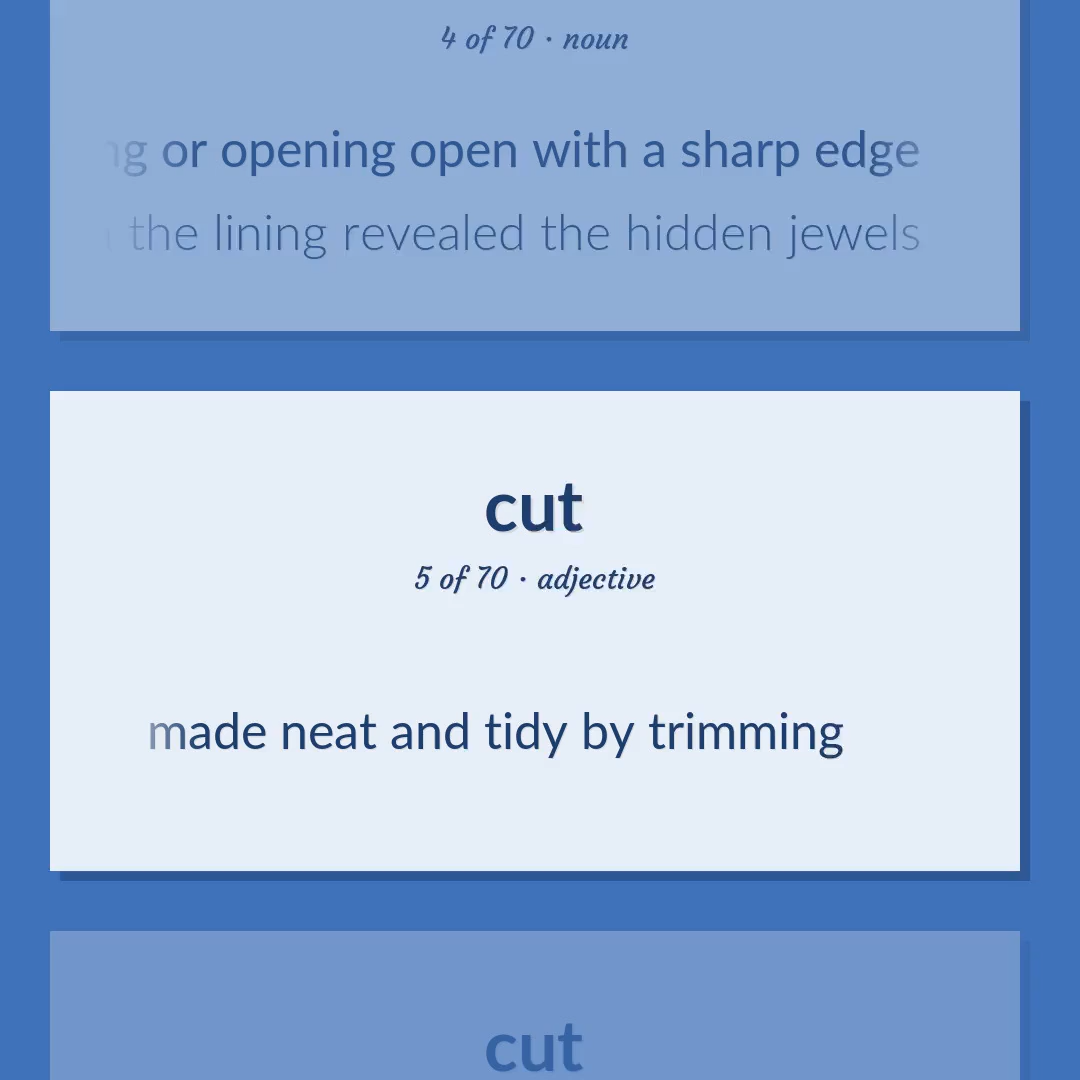 4 of 70 · noun
or opening open with a sharp edge
the lining revealed the hidden jewels
cut
5 of 70 · adjective
made neat and tidy by trimming
cut